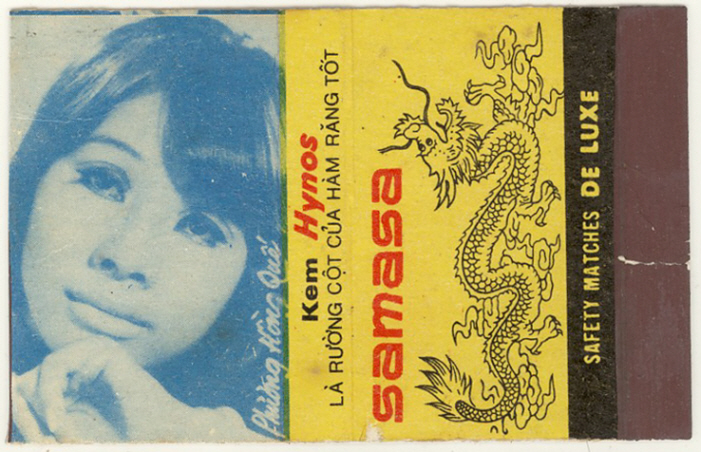 Phương Hồng Quế
Kem Hynos
LÀ RƯỜNG CỘT CỦA HÀM RĂNG TỐT
samasa
SAFETY MATCHES DE LUXE